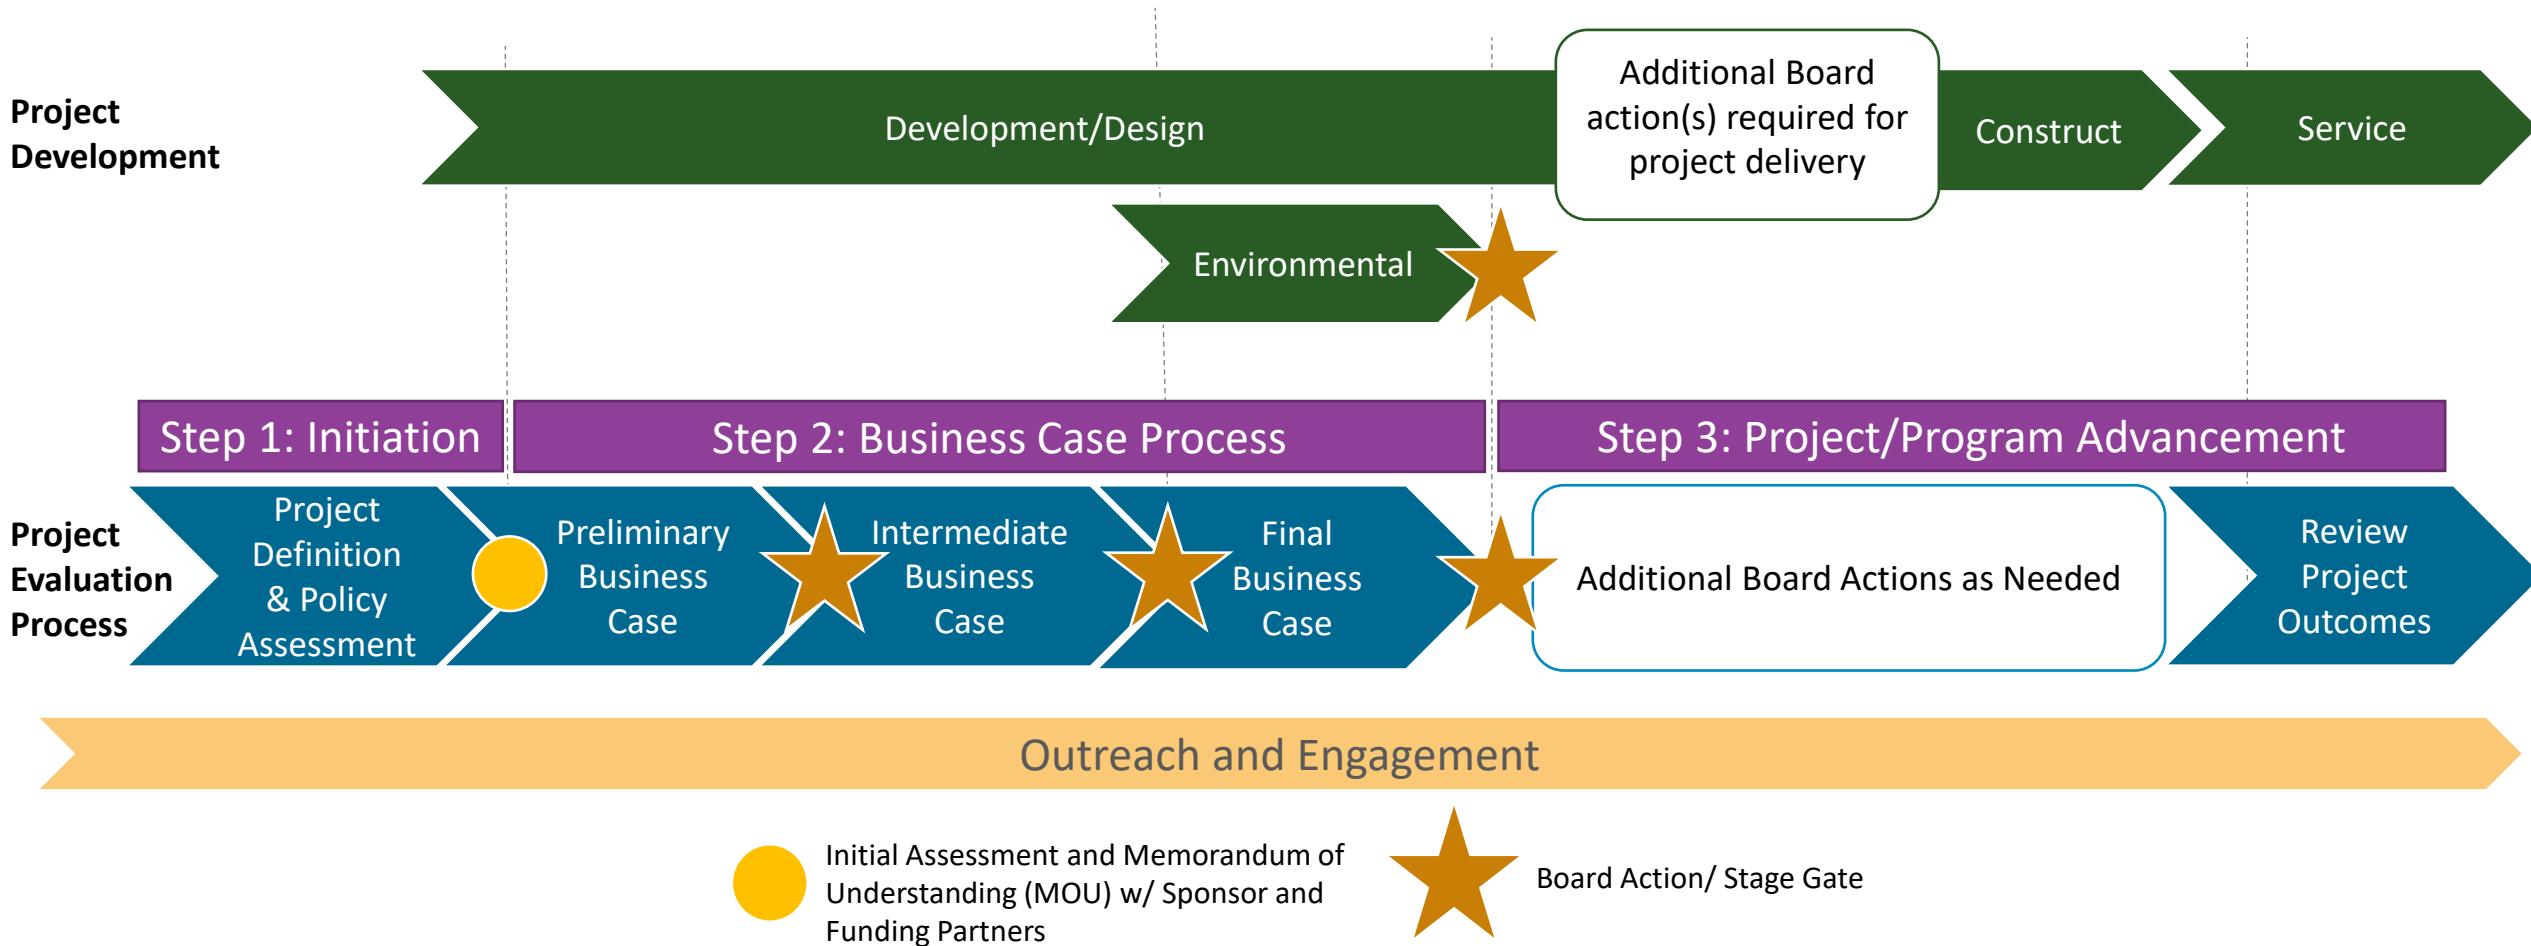 Project
Development
Development/Design
Additional Board
action(s) required for
project delivery
Construct
Service
Environmental
Step 1: Initiation
Step 2: Business Case Process
Step 3: Project/Program Advancement
Project
Evaluation
Process
Project
Definition
& Policy
Assessment
Preliminary
Business
Case
Intermediate
Business
Case
Final
Business
Case
Additional Board Actions as Needed
Review
Project
Outcomes
Outreach and Engagement
Initial Assessment and Memorandum of
Understanding (MOU) w/ Sponsor and
Funding Partners
Board Action/ Stage Gate